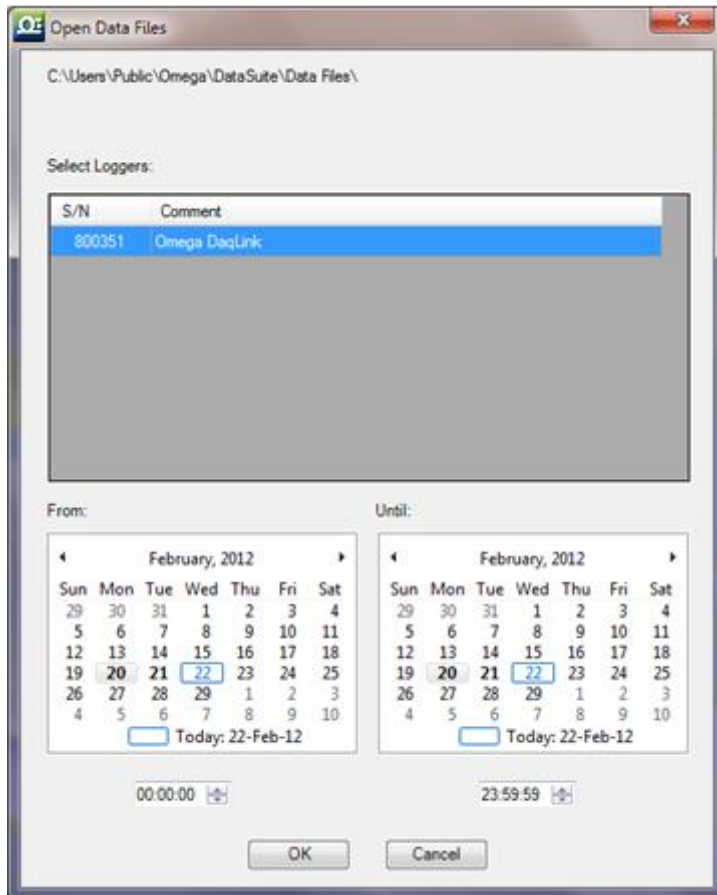 Open Data Files
C:\Users\Public\Omega\DataSuite\Data Files\
Select Loggers:
S/N Comment
800351 Omega DaqLink
From:
February, 2012
Sun Mon Tue Wed Thu Fri Sat
29 30 31 1 2 3 4
5 6 7 8 9 10 11
12 13 14 15 16 17 18
19 20 21 22 23 24 25
26 27 28 29 1 2 3
4 5 6 7 8 9 10
Today: 22-Feb-12
00:00:00
Until:
February, 2012
Sun Mon Tue Wed Thu Fri Sat
29 30 31 1 2 3 4
5 6 7 8 9 10 11
12 13 14 15 16 17 18
19 20 21 22 23 24 25
26 27 28 29 1 2 3
4 5 6 7 8 9 10
Today: 22-Feb-12
23:59:59
OK
Cancel